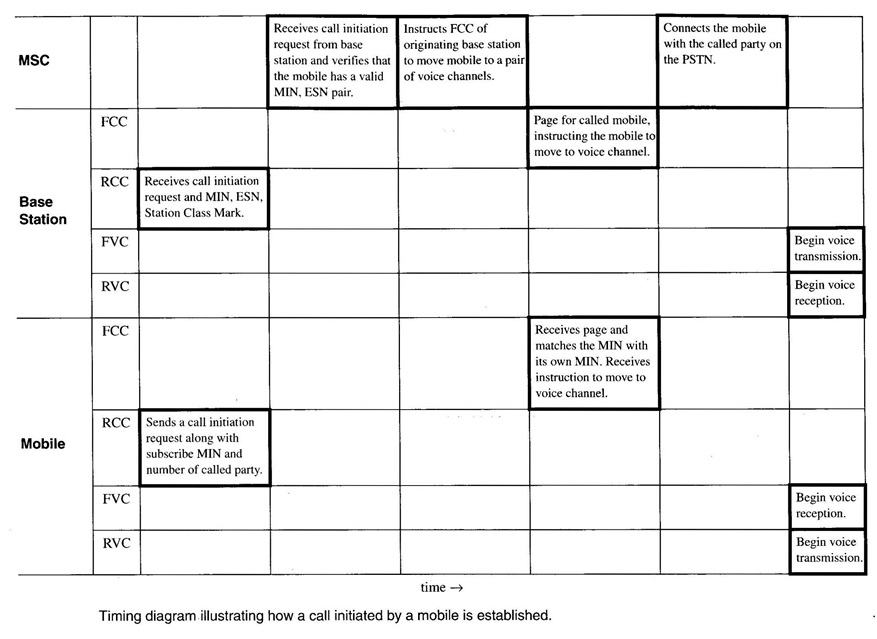 MSC
Receives call initiation
request from base
station and verifies that
the mobile has a valid
MIN, ESN pair.
Instructs FCC of
originating base station
to move mobile to a pair
of voice channels.
Connects the mobile
with the called party on
the PSTN.
Base
Station
FCC
Page for called mobile,
instructing the mobile to
move to voice channel.
RCC
Receives call initiation
request and MIN, ESN,
Station Class Mark.
FVC
Begin voice
transmission.
RVC
Begin voice
reception.
Mobile
FCC
Receives page and
matches the MIN with
its own MIN. Receives
instruction to move to
voice channel.
RCC
Sends a call initiation
request along with
subscribe MIN and
number of called party.
FVC
Begin voice
reception.
RVC
Begin voice
transmission.
time →
Timing diagram illustrating how a call initiated by a mobile is established.